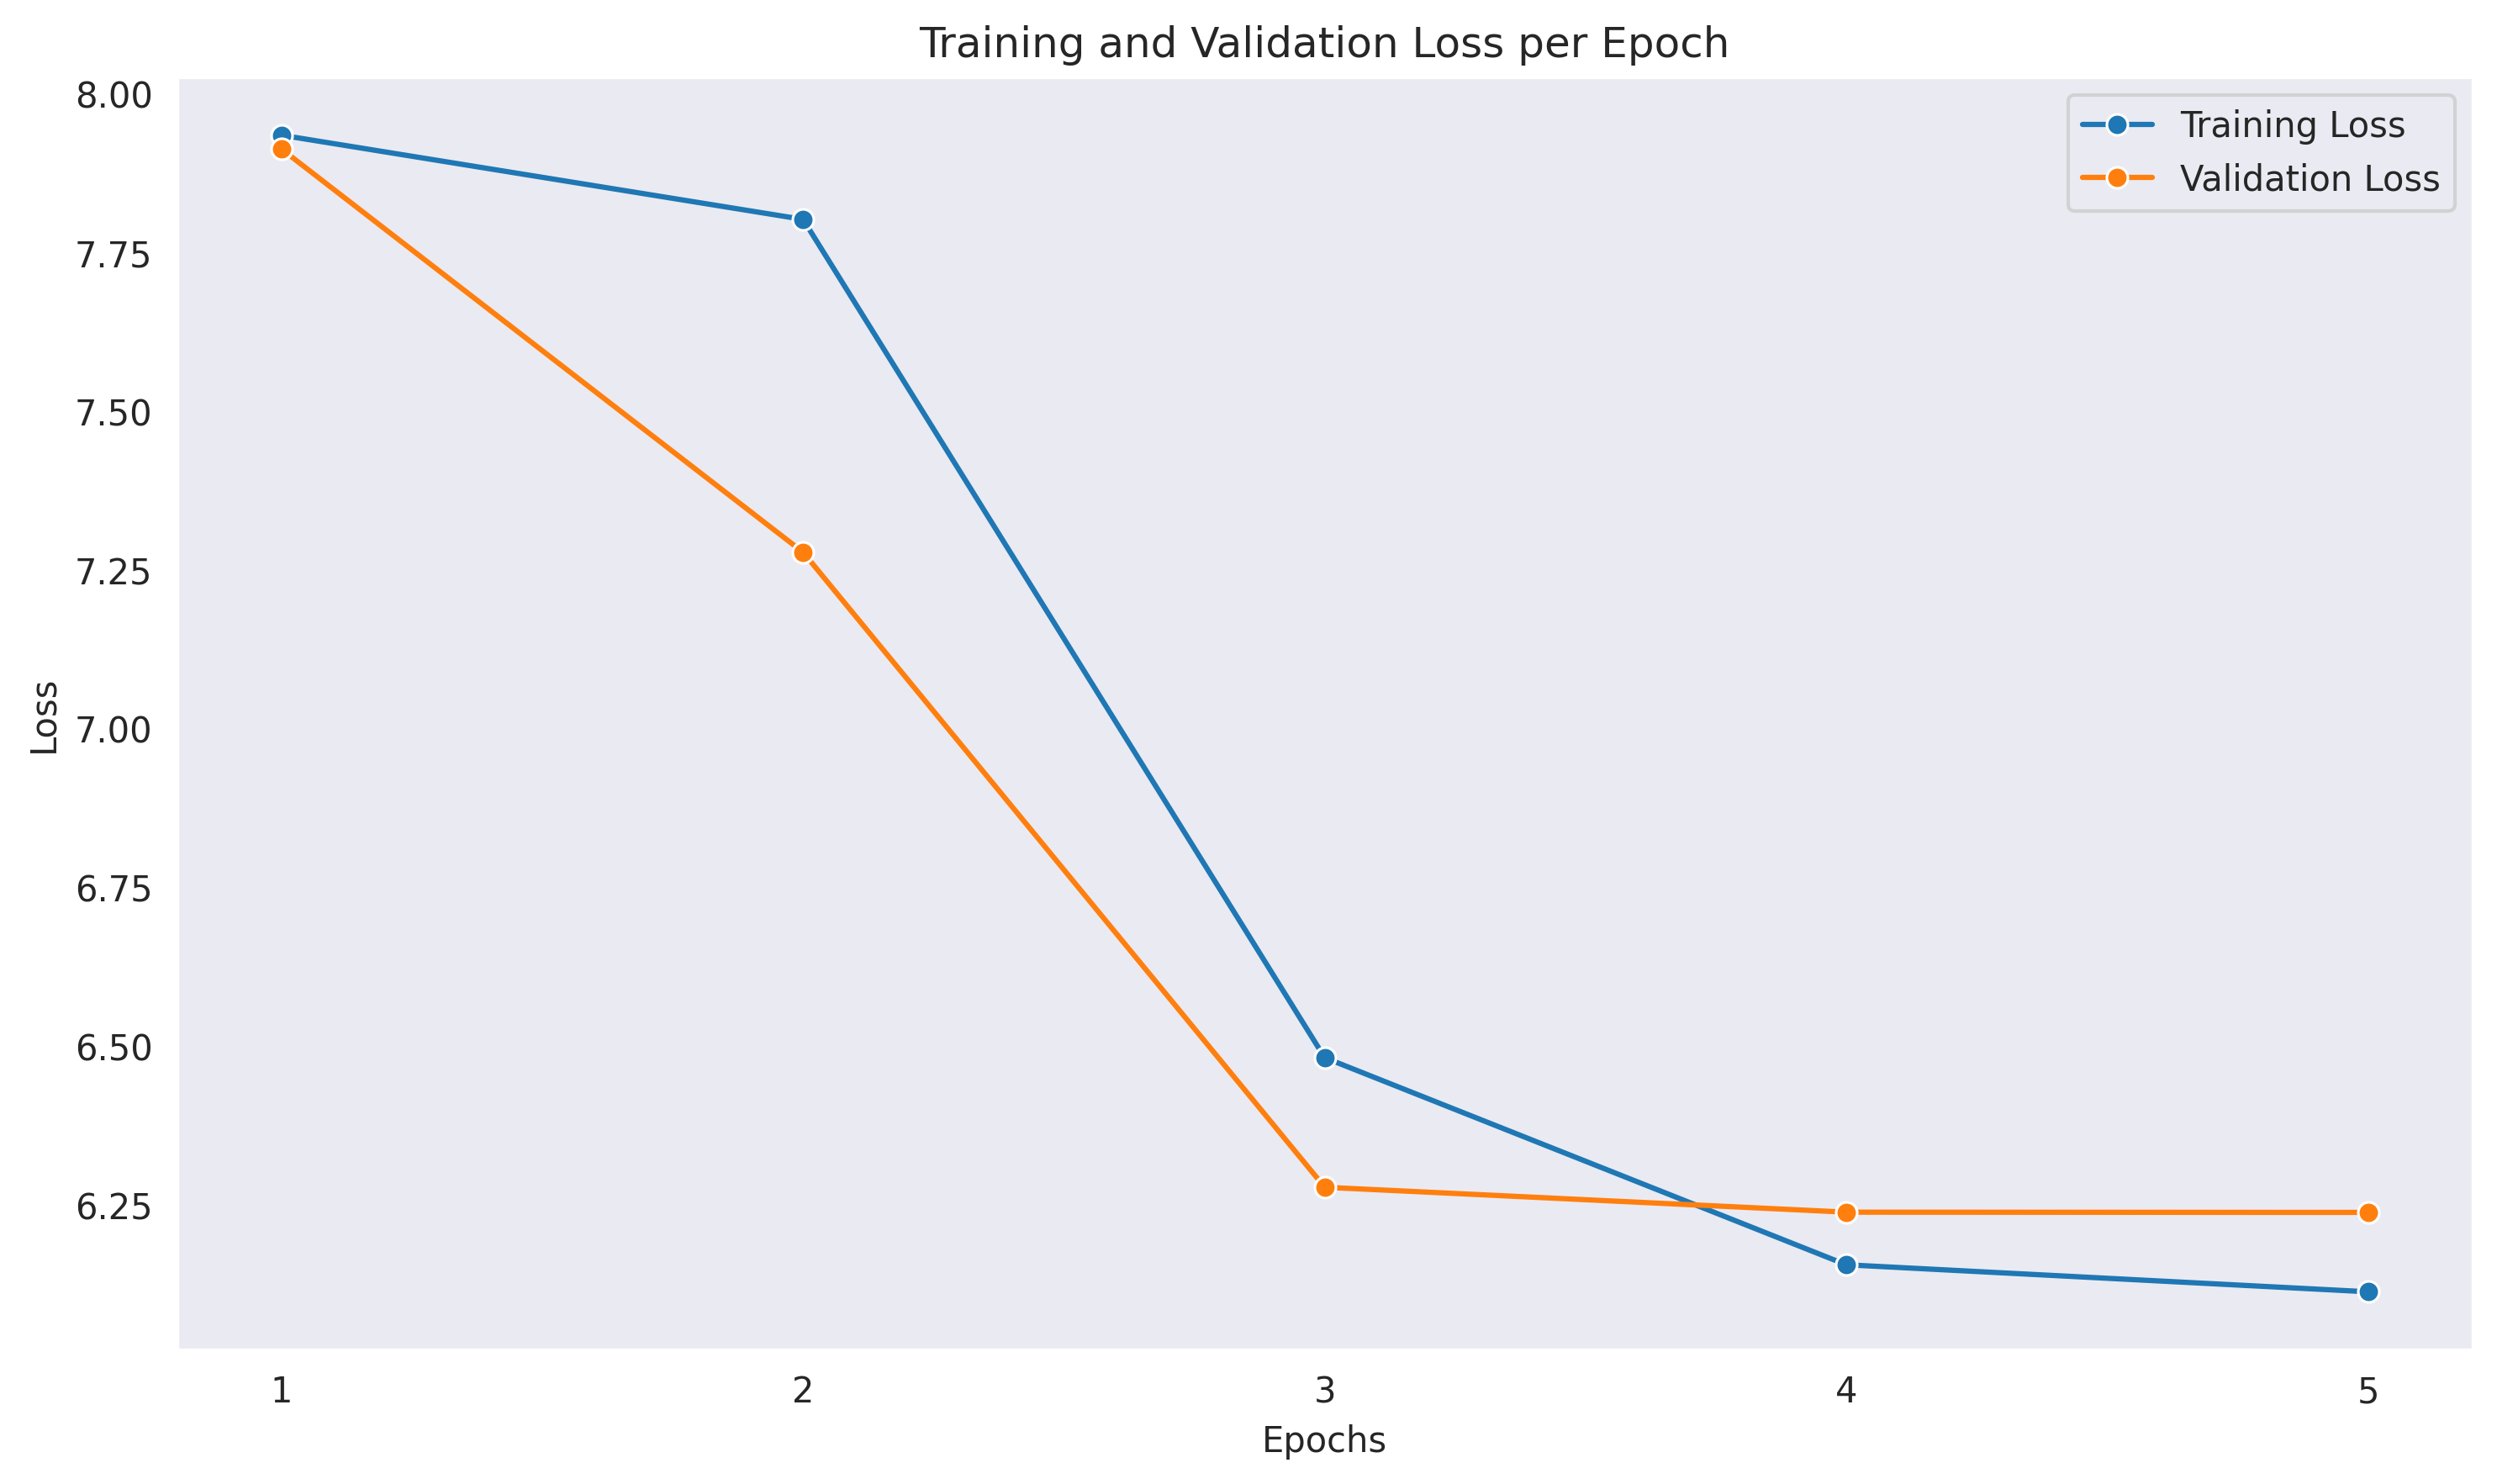 Training and Validation Loss per Epoch
Training Loss
Validation Loss
8.00
7.75
7.50
7.25
7.00
6.75
6.50
6.25
Loss
1 2 3 4 5
Epochs